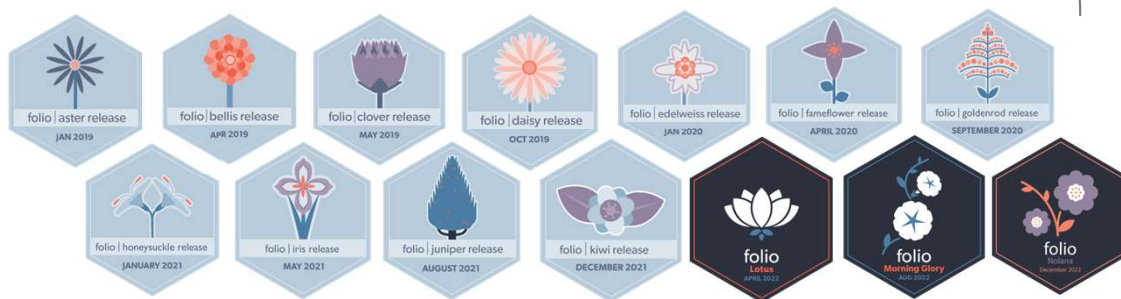 folio | aster release
JAN 2019
folio | bellis release
APR 2019
folio | clover release
MAY 2019
folio | daisy release
OCT 2019
folio | edelweiss release
JAN 2020
folio | fameflower release
APRIL 2020
folio | goldenrod release
SEPTEMBER 2020
folio | honeysuckle release
JANUARY 2021
folio | iris release
MAY 2021
folio | juniper release
AUGUST 2021
folio | kiwi release
DECEMBER 2021
folio
Lotus
APRIL 2022
folio
Morning Glory
AUG 2022
folio
Nolana
December 2022